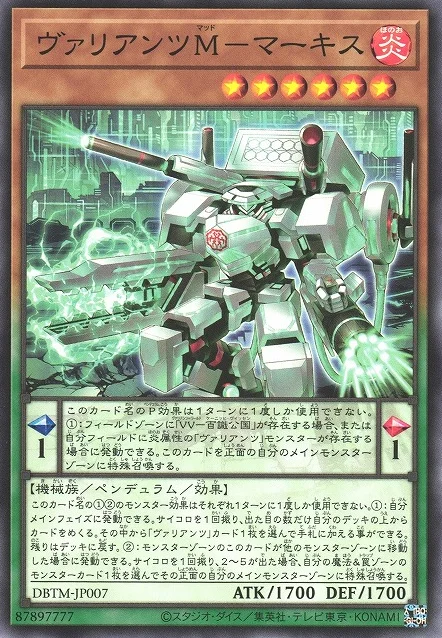 マッド
ヴァリアンツM－マーキス
ほのお
炎
このカード名のP効果は1ターンに1度しか使用できない。
①：フィールドゾーンに「VV－百識公国」が存在する場合、または
自分フィールドに炎属性の「ヴァリアンツ」モンスターが存在す
る場合に発動できる。このカードを正面の自分のメインモンスター
ゾーンに特殊召喚する。
1
1
【機械族／ペンデュラム／効果】
このカード名の①②のモンスター効果はそれぞれ1ターンに1度しか使用できない。①：自分
メインフェイズに発動できる。サイコロを1回振り、出た目の数だけ自分のデッキの上から
カードをめくる。その中から「ヴァリアンツ」カード1枚を選んで手札に加える事ができる。
残りはデッキに戻す。②：モンスターゾーンのこのカードが他のモンスターゾーンに移動
した場合に発動できる。サイコロを1回振り、2～5が出た場合、自分の魔法＆罠ゾーンの
モンスターカード1枚を選んでその正面の自分のメインモンスターゾーンに特殊召喚する。
DBTM-JP007
ATK/1700 DEF/1700
87897777
©スタジオ・ダイス／集英社・テレビ東京・KONAMI